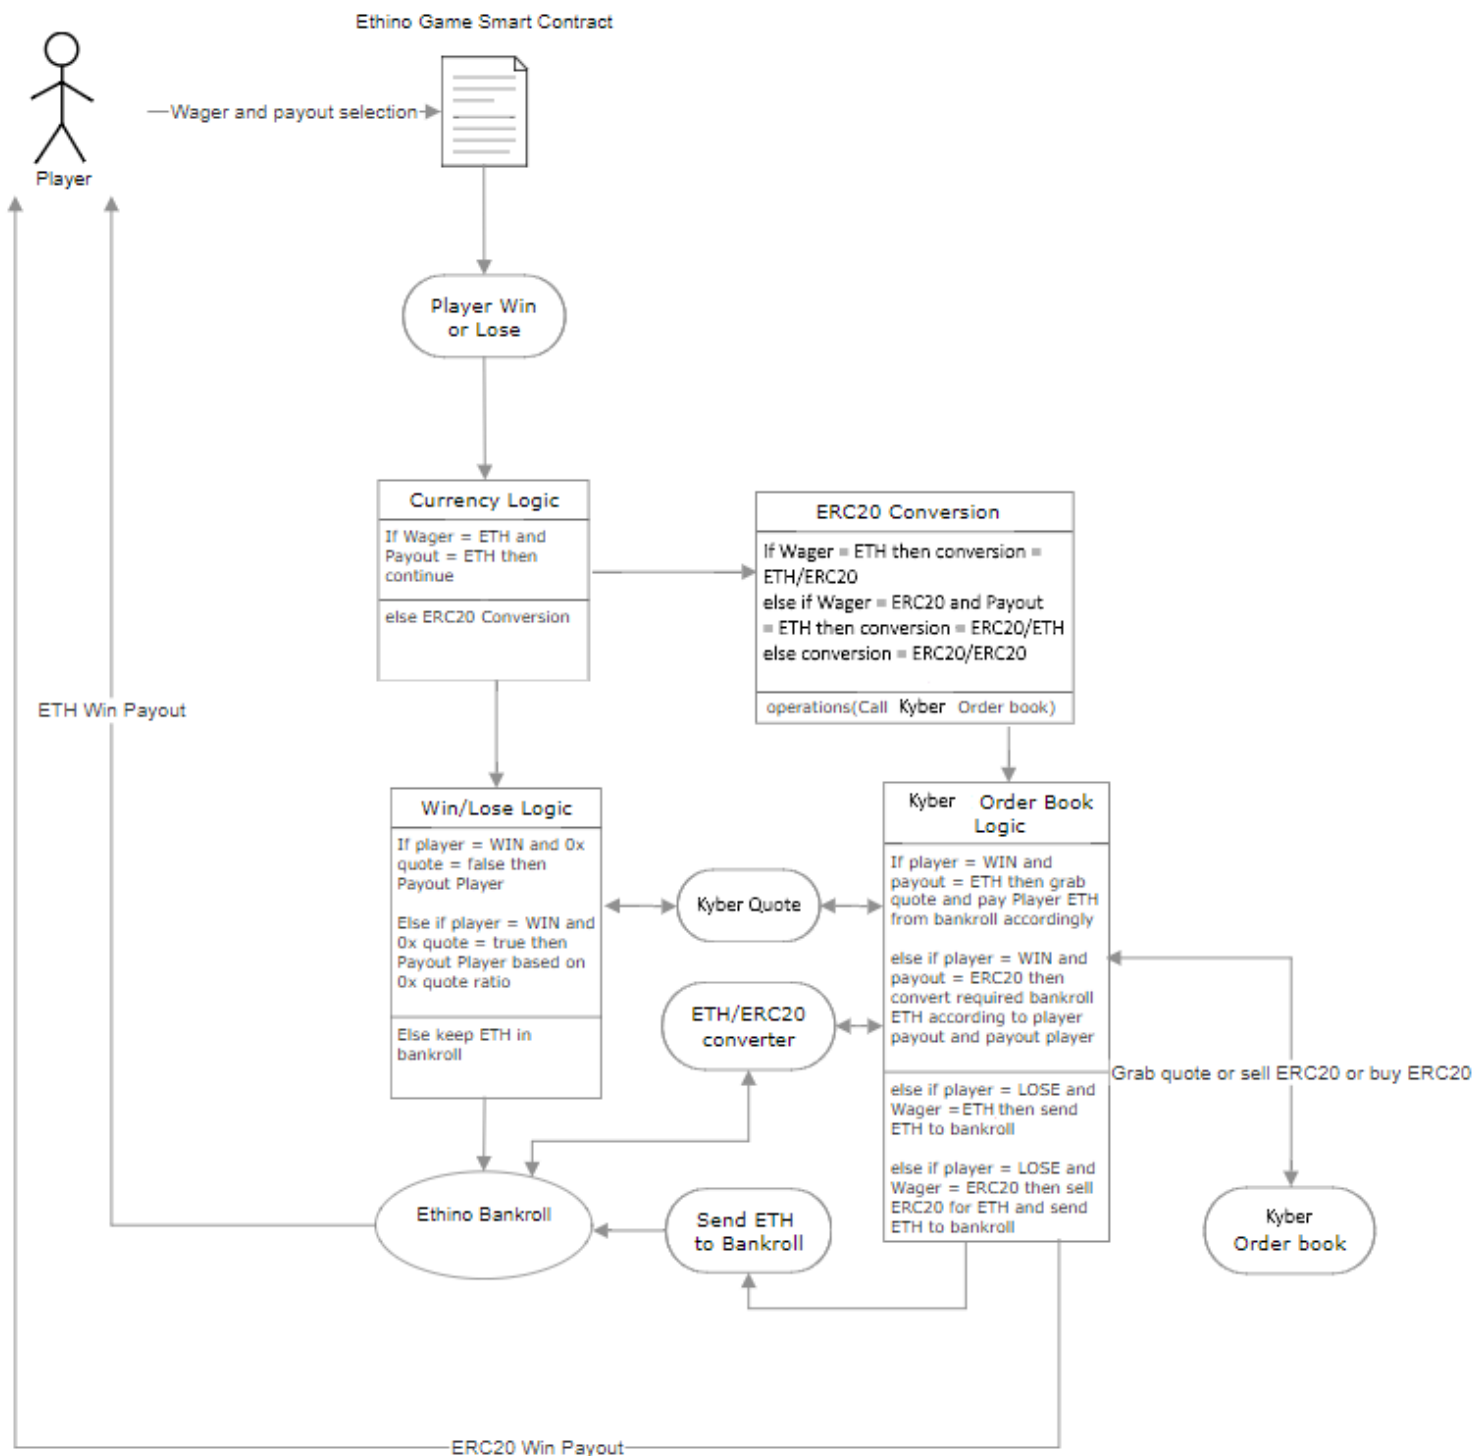 Ethino Game Smart Contract
Wager and payout selection
Player
Player Win
or Lose
Currency Logic
If Wager = ETH and
Payout = ETH then
continue
else ERC20 Conversion
ERC20 Conversion
If Wager = ETH then conversion =
ETH/ERC20
else if Wager = ERC20 and Payout
= ETH then conversion = ERC20/ETH
else conversion = ERC20/ERC20
operations(Call Kyber Order book)
ETH Win Payout
Win/Lose Logic
If player = WIN and 0x
quote = false then
Payout Player
Else if player = WIN and
0x quote = true then
Payout Player based on
0x quote ratio
Else keep ETH in
bankroll
Kyber Quote
ETH/ERC20
converter
Kyber Order Book
Logic
If player = WIN and
payout = ETH then grab
quote and pay Player ETH
from bankroll accordingly
else if player = WIN and
payout = ERC20 then
convert required bankroll
ETH according to player
payout and payout player
else if player = LOSE and
Wager =ETH then send
ETH to bankroll
else if player = LOSE and
Wager = ERC20 then sell
ERC20 for ETH and send
ETH to bankroll
Grab quote or sell ERC20 or buy ERC20
Ethino Bankroll
Send ETH
to Bankroll
Kyber
Order book
ERC20 Win Payout